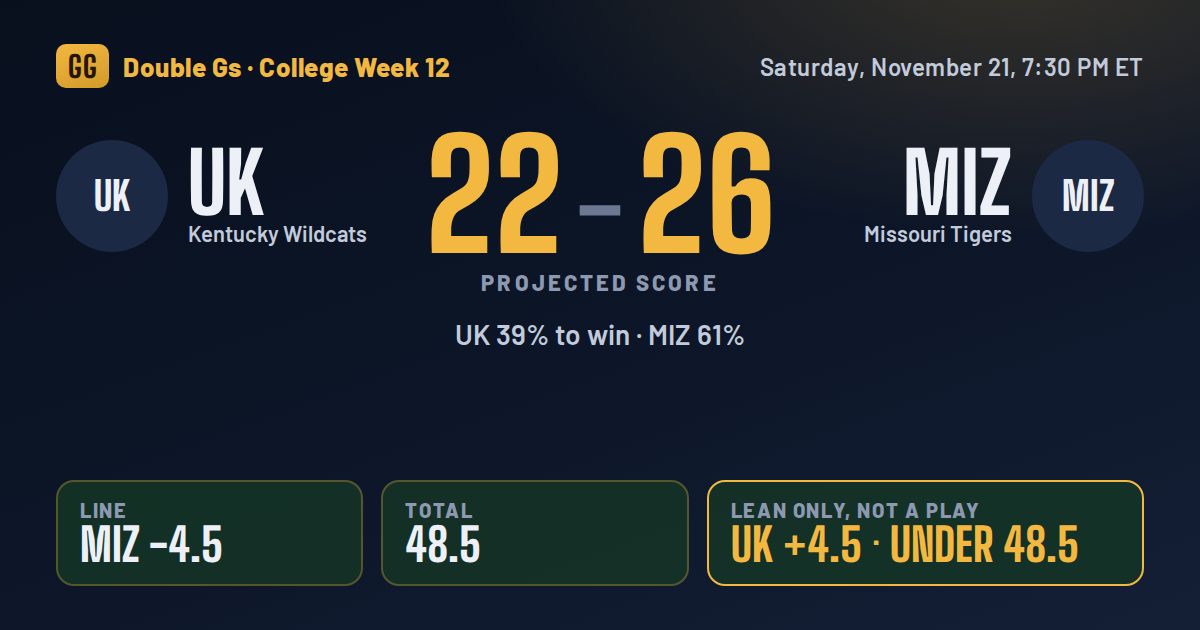 GG Double Gs · College Week 12
Saturday, November 21, 7:30 PM ET
UK
UK
Kentucky Wildcats
22 – 26
PROJECTED SCORE
UK 39% to win · MIZ 61%
MIZ
Missouri Tigers
MIZ
LINE
MIZ −4.5
TOTAL
48.5
LEAN ONLY, NOT A PLAY
UK +4.5 · UNDER 48.5